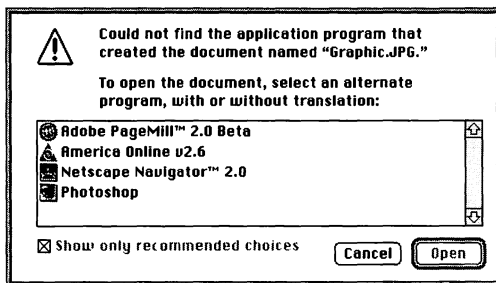 Could not find the application program that
created the document named “Graphic.JPG.”
To open the document, select an alternate
program, with or without translation:
Adobe PageMill™ 2.0 Beta
America Online v2.6
Netscape Navigator™ 2.0
Photoshop
Show only recommended choices
Cancel
Open